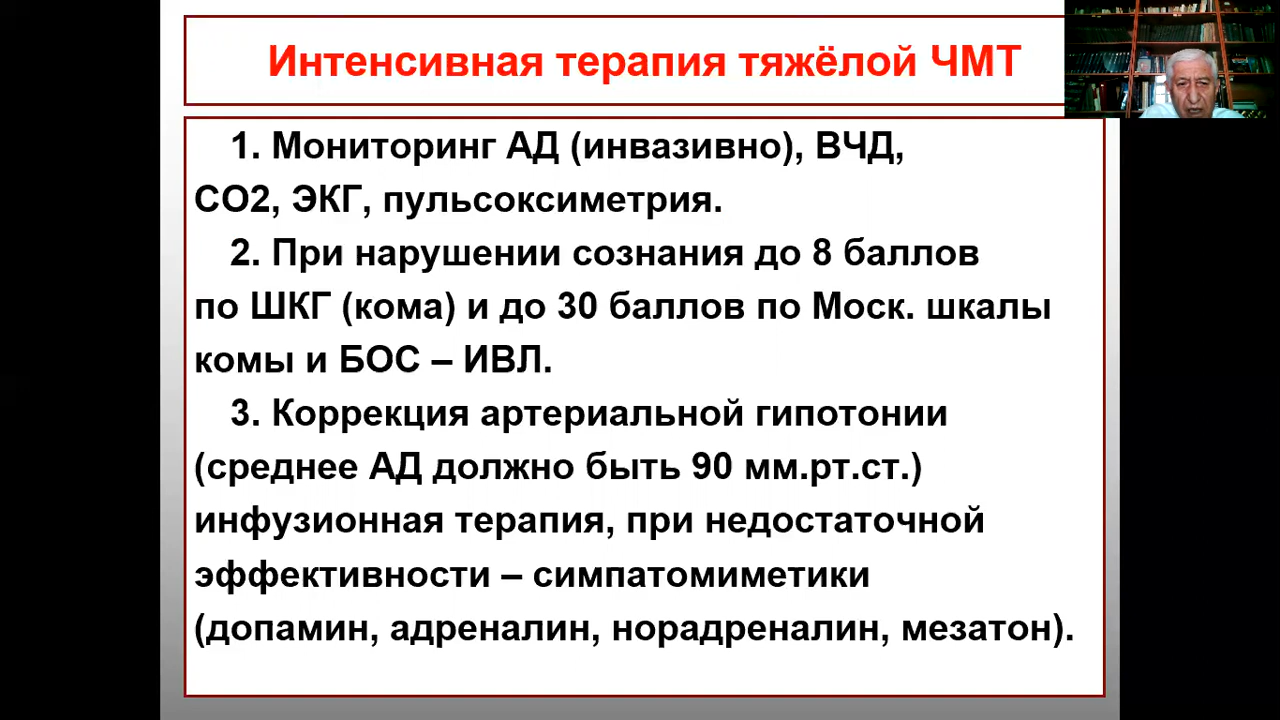 Интенсивная терапия тяжёлой ЧМТ
1. Мониторинг АД (инвазивно), ВЧД,
СО2, ЭКГ, пульсоксиметрия.
2. При нарушении сознания до 8 баллов
по ШКГ (кома) и до 30 баллов по Моск. шкалы
комы и БОС – ИВЛ.
3. Коррекция артериальной гипотонии
(среднее АД должно быть 90 мм.рт.ст.)
инфузионная терапия, при недостаточной
эффективности – симпатомиметики
(допамин, адреналин, норадреналин, мезатон).